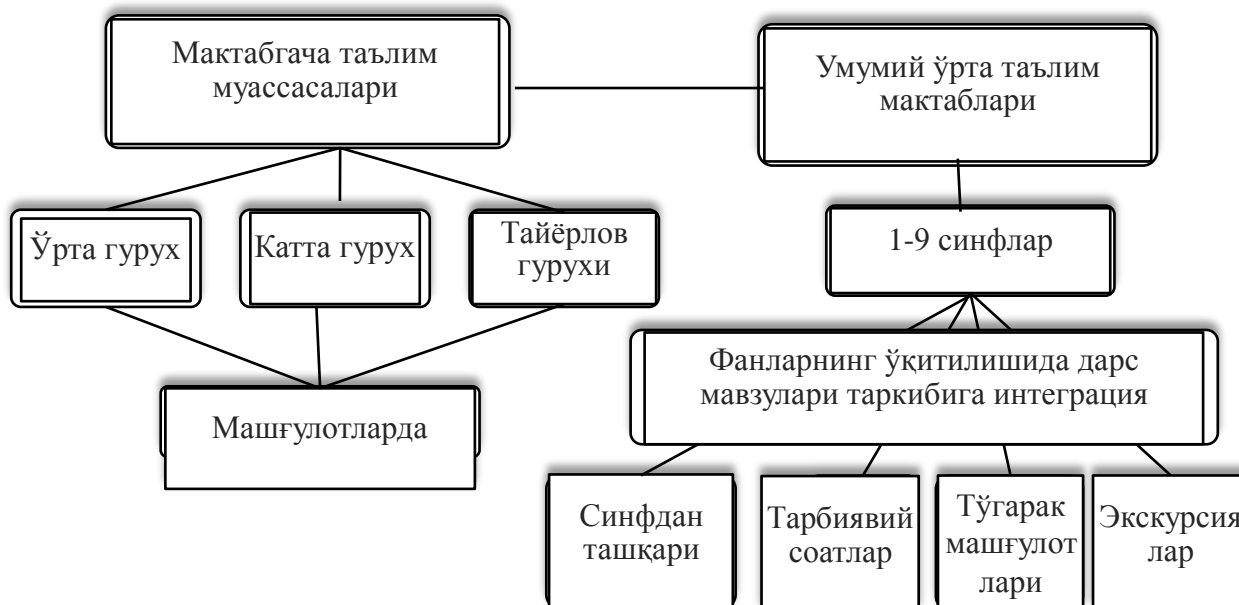 Мактабгача таълим
муассасалари
Умумий ўрта таълим
мактаблари
Ўрта гурух
Катта гурух
Тайёрлов
гурухи
1-9 синфлар
Фанларнинг ўқитилишида дарс
мавзулари таркибига интеграция
Машғулотларда
Синфдан
ташқари
Тарбиявий
соатлар
Тўгарак
машғулот
лари
Экскурсия
лар